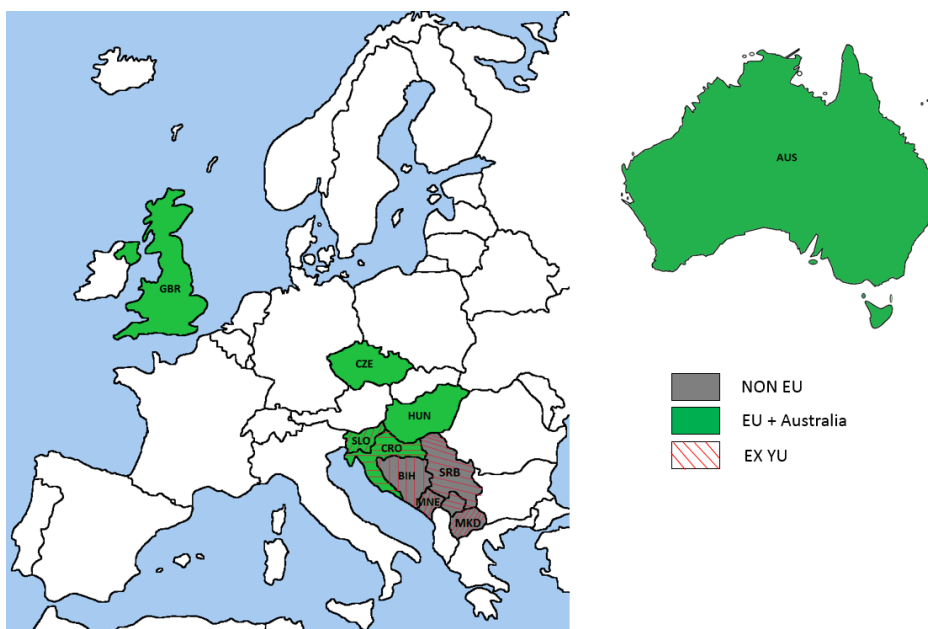 AUS
GBR
CZE
HUN
SLO
CRO
BIH
SRB
MNE
MKD
NON EU
EU + Australia
EX YU